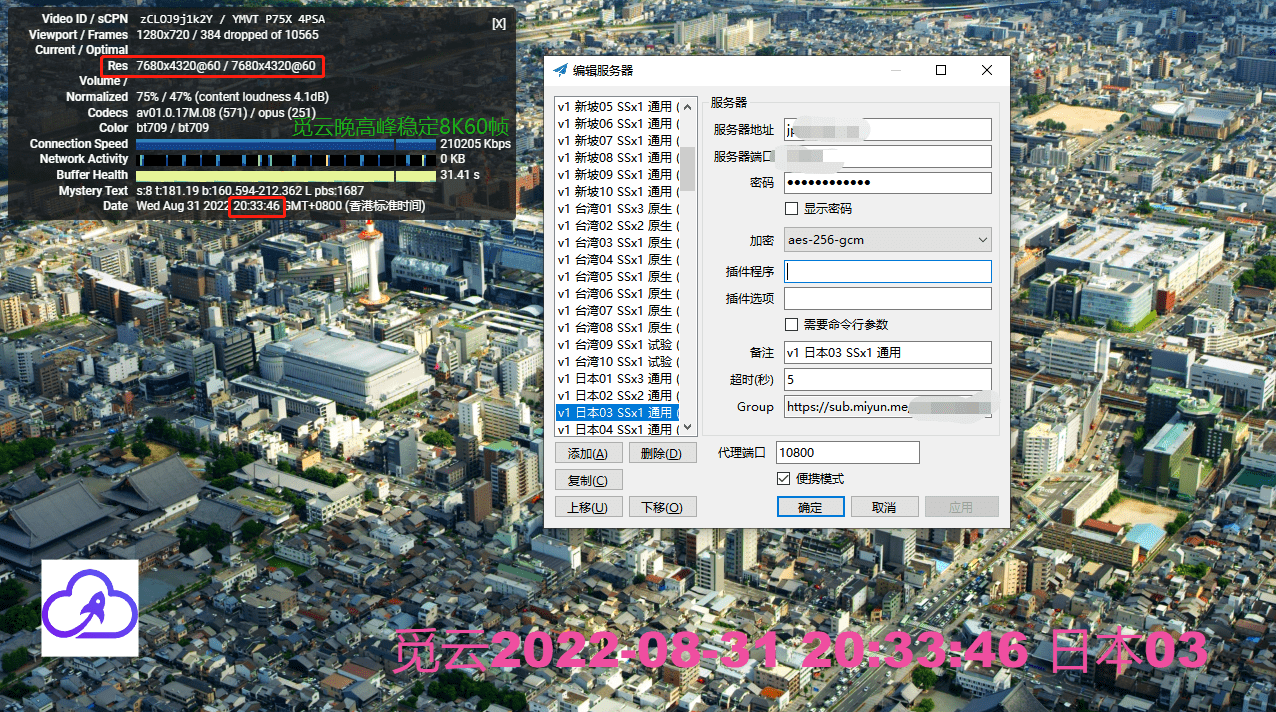 Video ID / sCPN zCLOJ9j1k2Y / YMVT P75X 4PSA
[X]
Viewport / Frames 1280x720 / 384 dropped of 10565
Current / Optimal
Res 7680x4320@60 / 7680x4320@60
Volume /
Normalized 75% / 47% (content loudness 4.1dB)
Codecs av01.0.17M.08 (571) / opus (251)
Color bt709 / bt709
觅云晚高峰稳定8K60帧
Connection Speed 210205 Kbps
Network Activity 0 KB
Buffer Health 31.41 s
Mystery Text s:8 t:181.19 b:160.594-212.362 L pbs:1687
Date Wed Aug 31 2022 20:33:46 GMT+0800 (香港标准时间)
编辑服务器
v1 新坡05 SSx1 通用 (
v1 新坡06 SSx1 通用 (
v1 新坡07 SSx1 通用 (
v1 新坡08 SSx1 通用 (
v1 新坡09 SSx1 通用 (
v1 新坡10 SSx1 通用 (
v1 台湾01 SSx3 原生 (
v1 台湾02 SSx2 原生 (
v1 台湾03 SSx1 原生 (
v1 台湾04 SSx1 原生 (
v1 台湾05 SSx1 原生 (
v1 台湾06 SSx1 原生 (
v1 台湾07 SSx1 原生 (
v1 台湾08 SSx1 原生 (
v1 台湾09 SSx1 试验 (
v1 台湾10 SSx1 试验 (
v1 日本01 SSx3 通用 (
v1 日本02 SSx2 通用 (
v1 日本03 SSx1 通用 (
v1 日本04 SSx1 通用 (
服务器
服务器地址
服务器端口
密码 ●●●●●●●●●●●●
显示密码
加密 aes-256-gcm
插件程序
插件选项
需要命令行参数
备注 v1 日本03 SSx1 通用
超时(秒) 5
Group https://sub.miyun.me
添加(A) 删除(D)
代理端口 10800
复制(C)
便携模式
上移(U) 下移(O)
确定 取消 应用
觅云2022-08-31 20:33:46 日本03